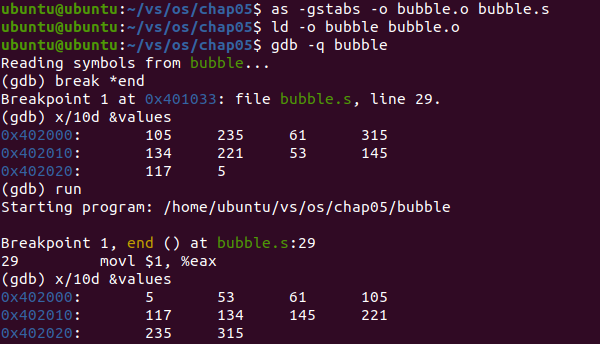 ubuntu@ubuntu:~/vs/os/chap05$ as -gstabs -o bubble.o bubble.s
ubuntu@ubuntu:~/vs/os/chap05$ ld -o bubble bubble.o
ubuntu@ubuntu:~/vs/os/chap05$ gdb -q bubble
Reading symbols from bubble...
(gdb) break *end
Breakpoint 1 at 0x401033: file bubble.s, line 29.
(gdb) x/10d &values
0x402000:       105     235     61      315
0x402010:       134     221     53      145
0x402020:       117     5
(gdb) run
Starting program: /home/ubuntu/vs/os/chap05/bubble

Breakpoint 1, end () at bubble.s:29
29         movl $1, %eax
(gdb) x/10d &values
0x402000:       5       53      61      105
0x402010:       117     134     145     221
0x402020:       235     315